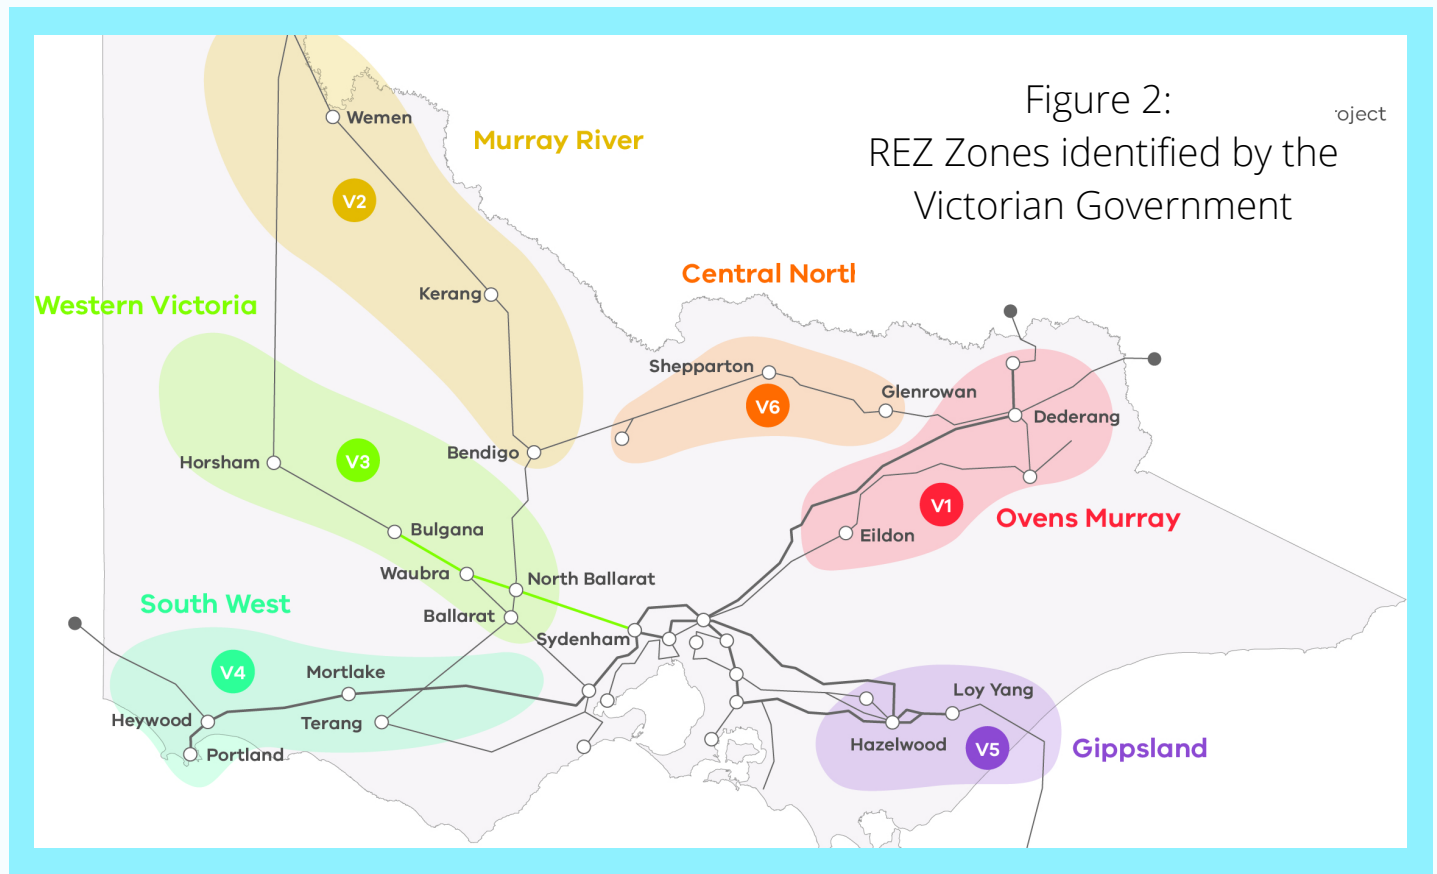 Figure 2:
REZ Zones identified by the
Victorian Government
Wemen
Murray River
V2
Central North
Kerang
Western Victoria
Shepparton
Glenrowan
V6
Dederang
Bendigo
Horsham
V3
V1
Ovens Murray
Bulgana
Eildon
Waubra
North Ballarat
South West
Ballarat
Sydenham
V4
Mortlake
Loy Yang
Heywood
Terang
Hazelwood
V5
Gippsland
Portland